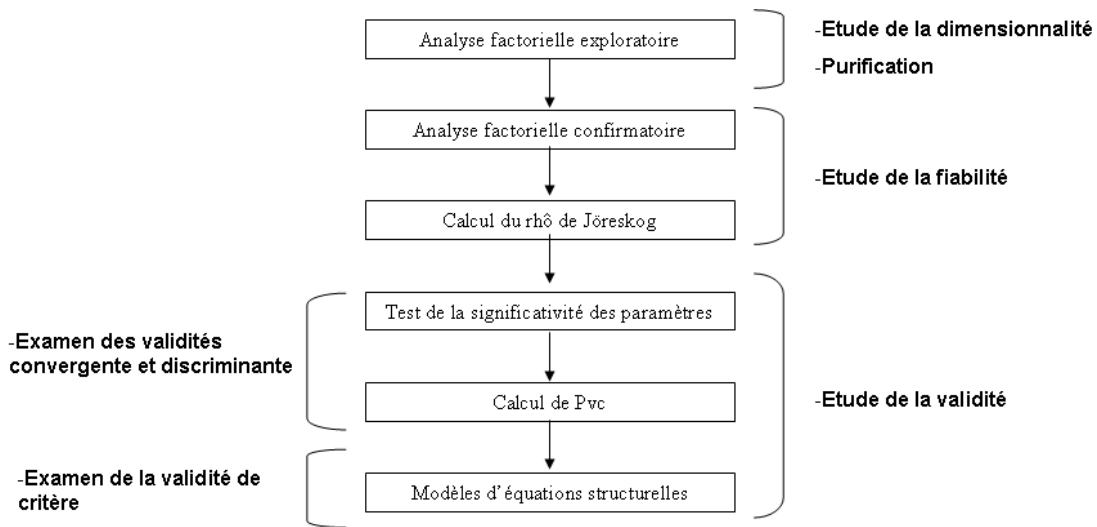 Analyse factorielle exploratoire
-Etude de la dimensionnalité
-Purification
Analyse factorielle confirmatoire
-Etude de la fiabilité
Calcul du rhô de Jöreskog
Test de la significativité des paramètres
-Examen des validités
convergente et discriminante
Calcul de Pvc
-Etude de la validité
-Examen de la validité de
critère
Modèles d'équations structurelles